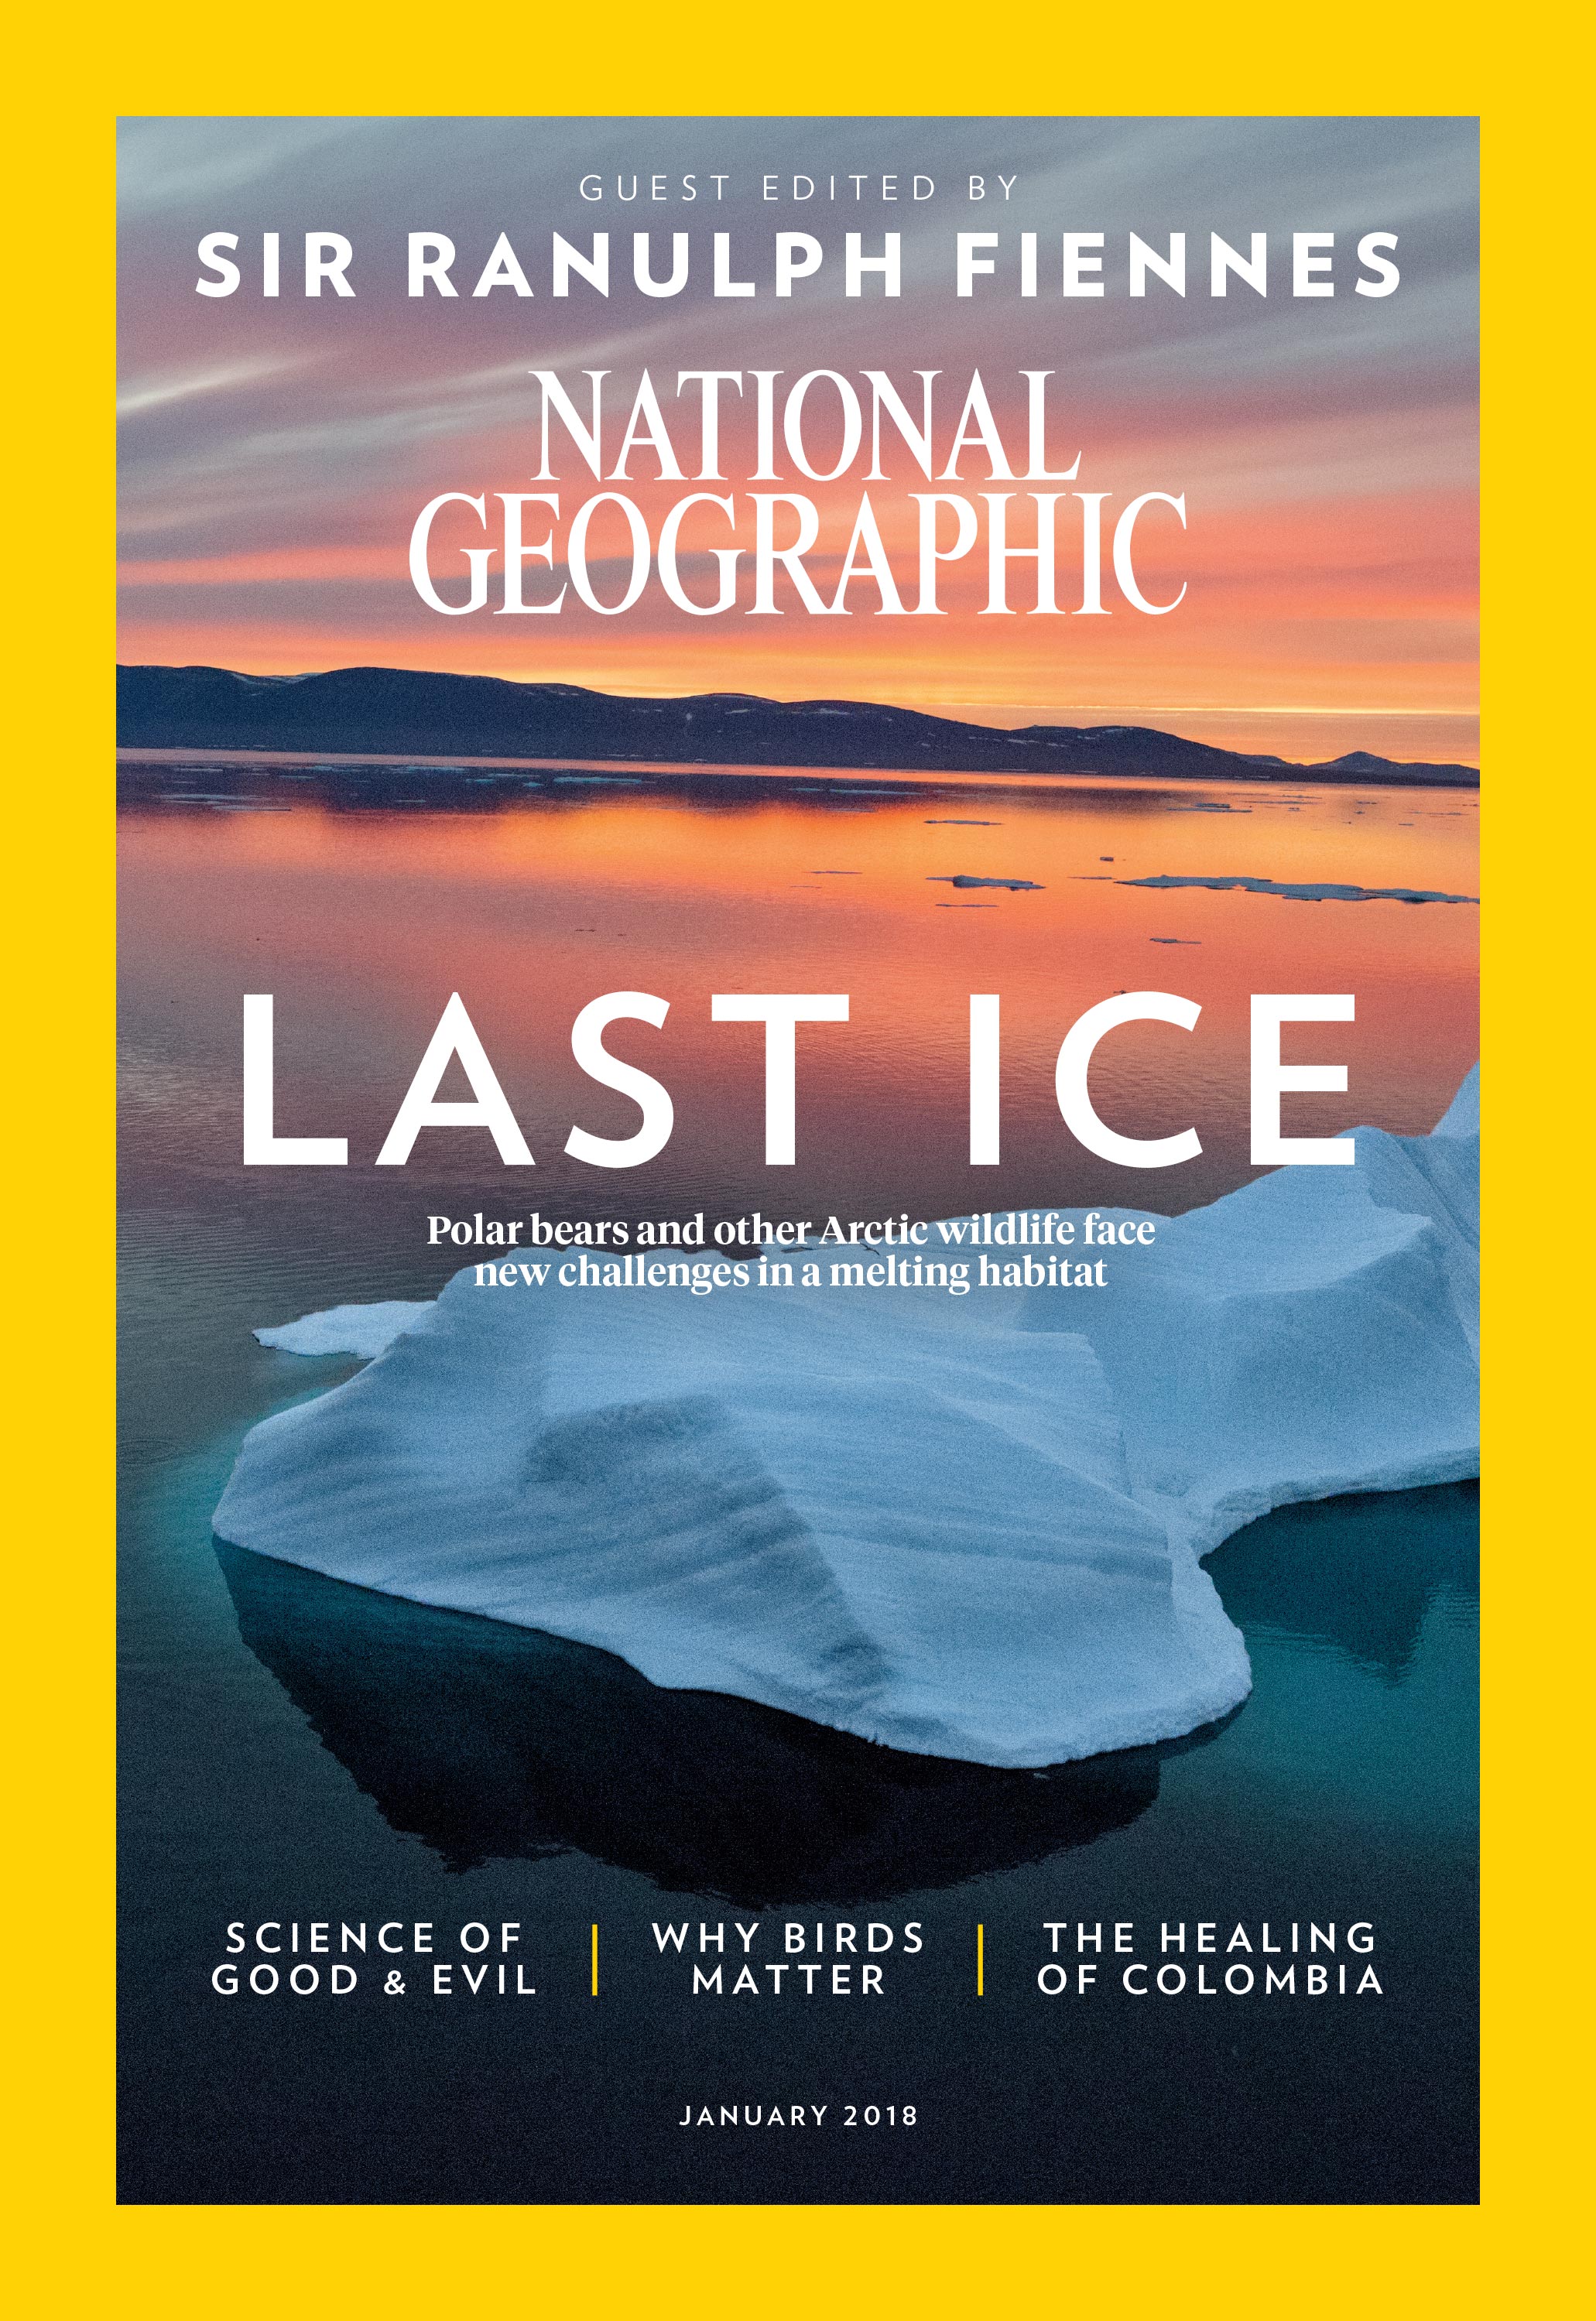 GUEST EDITED BY
SIR RANULPH FIENNES
NATIONAL
GEOGRAPHIC
LAST ICE
Polar bears and other Arctic wildlife face
new challenges in a melting habitat
SCIENCE OF
GOOD & EVIL
WHY BIRDS
MATTER
THE HEALING
OF COLOMBIA
JANUARY 2018